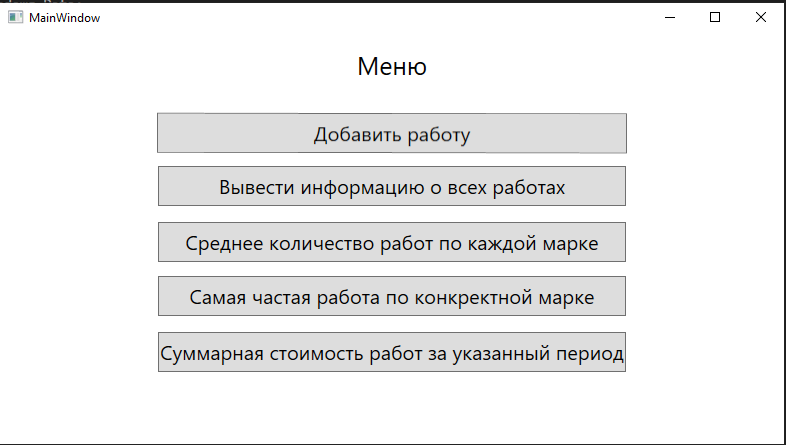 MainWindow
Меню
Добавить работу
Вывести информацию о всех работах
Среднее количество работ по каждой марке
Самая частая работа по конкректной марке
Суммарная стоимость работ за указанный период